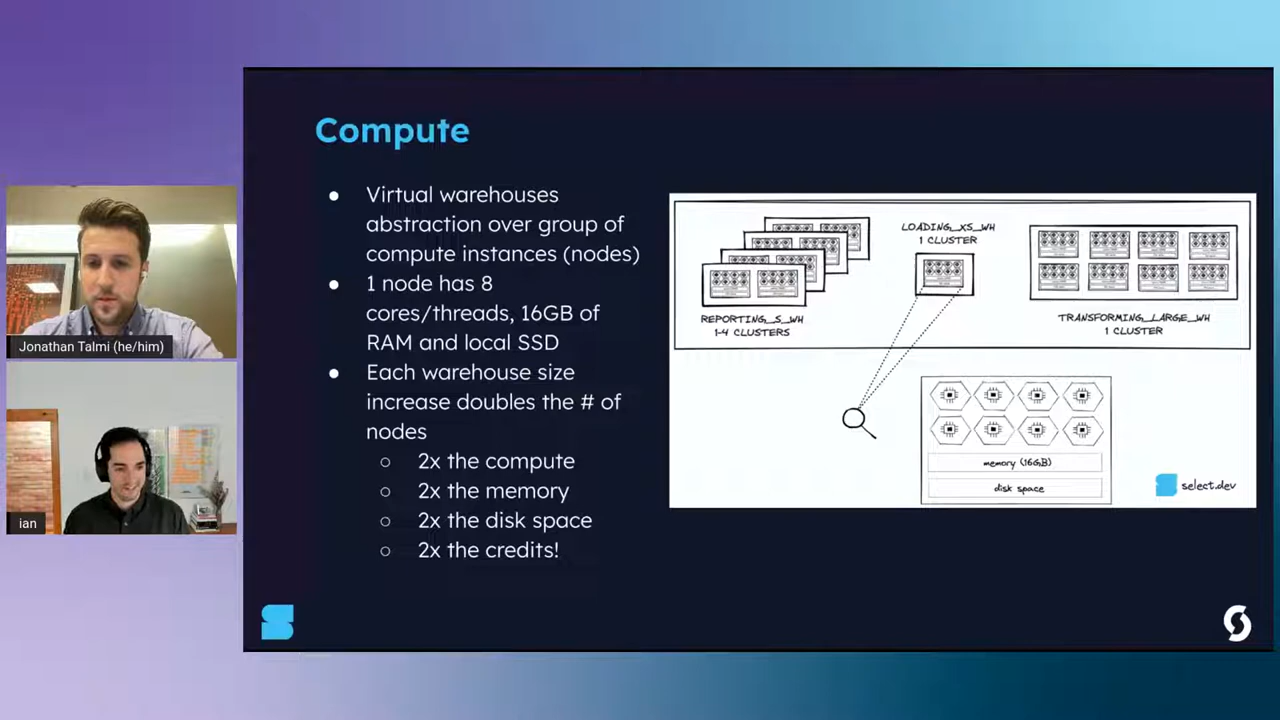 Compute
● Virtual warehouses
abstraction over group of
compute instances (nodes)
● 1 node has 8
cores/threads, 16GB of
RAM and local SSD
● Each warehouse size
increase doubles the # of
nodes
○ 2x the compute
○ 2x the memory
○ 2x the disk space
○ 2x the credits!
REPORTING_S_WH
1-4 CLUSTERS
LOADING_XS_WH
1 CLUSTER
TRANSFORMING_LARGE_WH
1 CLUSTER
memory (16GB)
disk space
select.dev
Jonathan Talmi (he/him)
ian